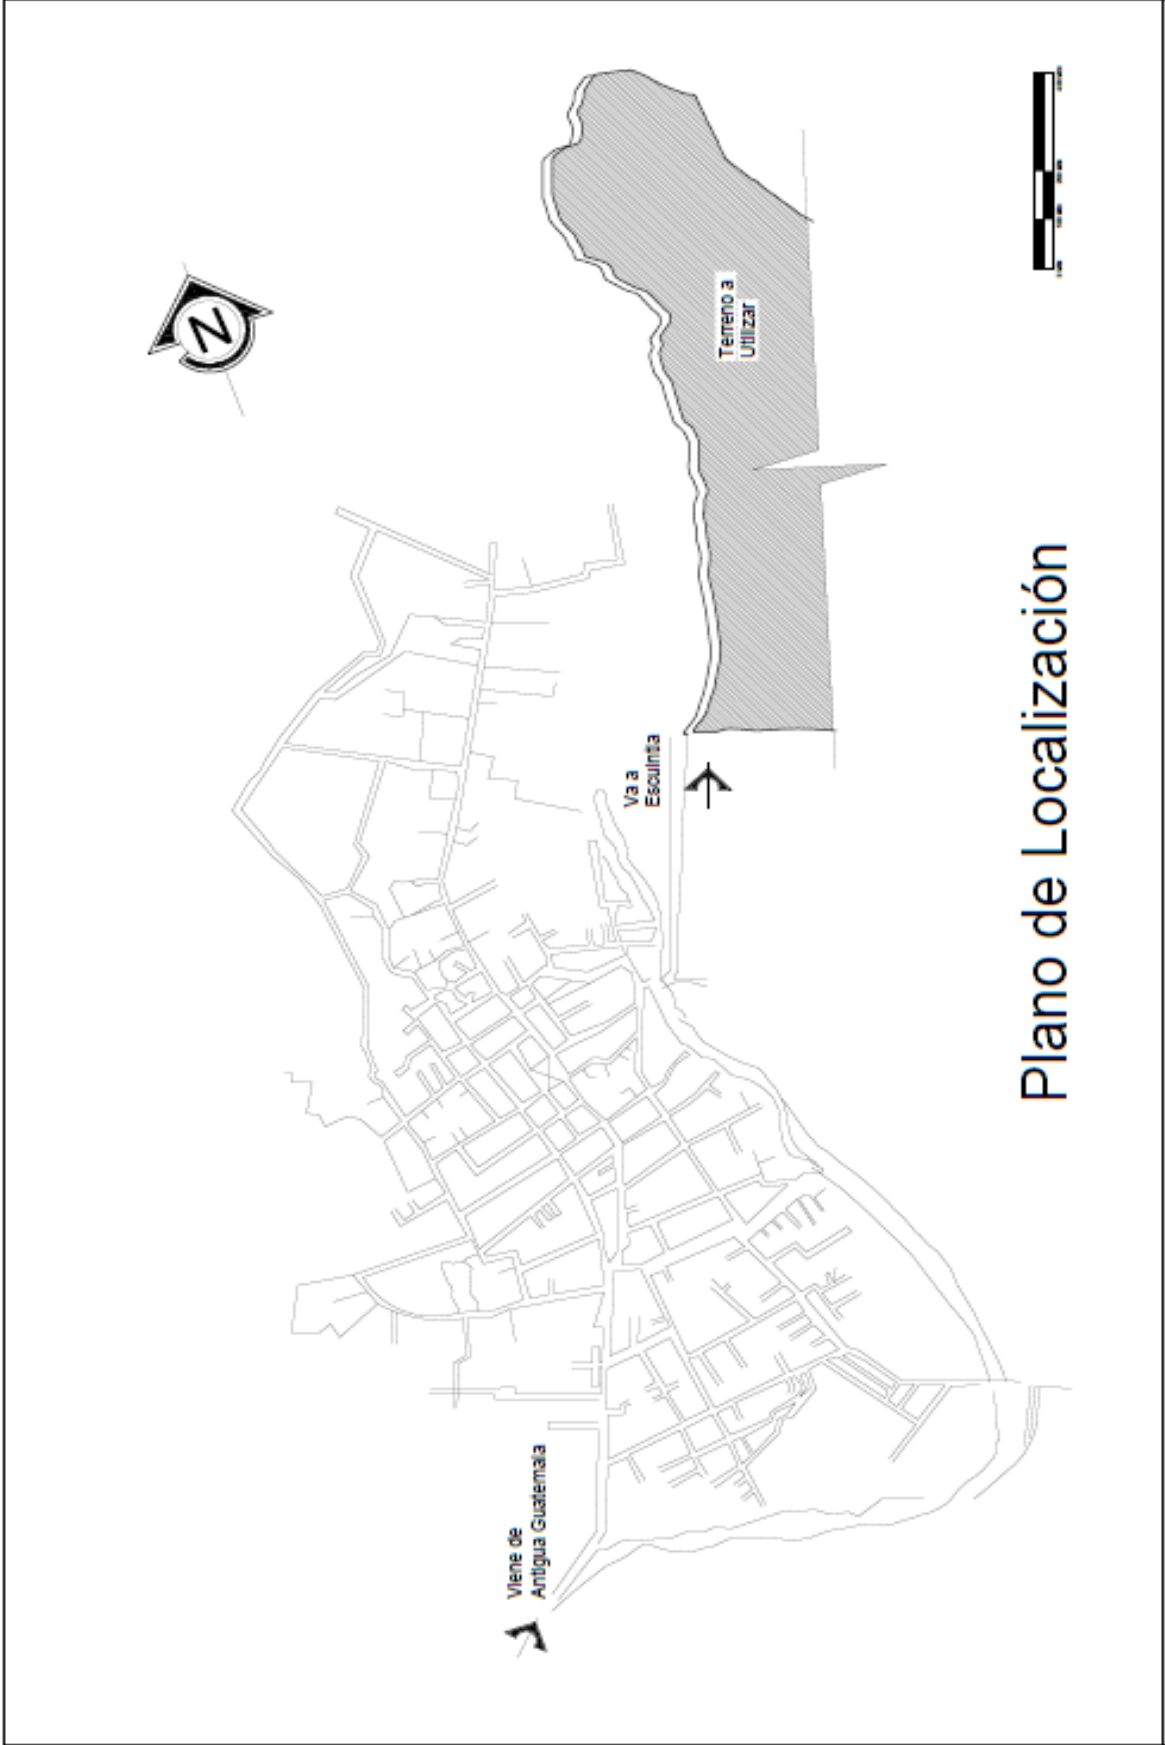 N
Terreno a
Utilizar
Va a
Escuintla
Viene de
Antigua Guatemala
Plano de Localización